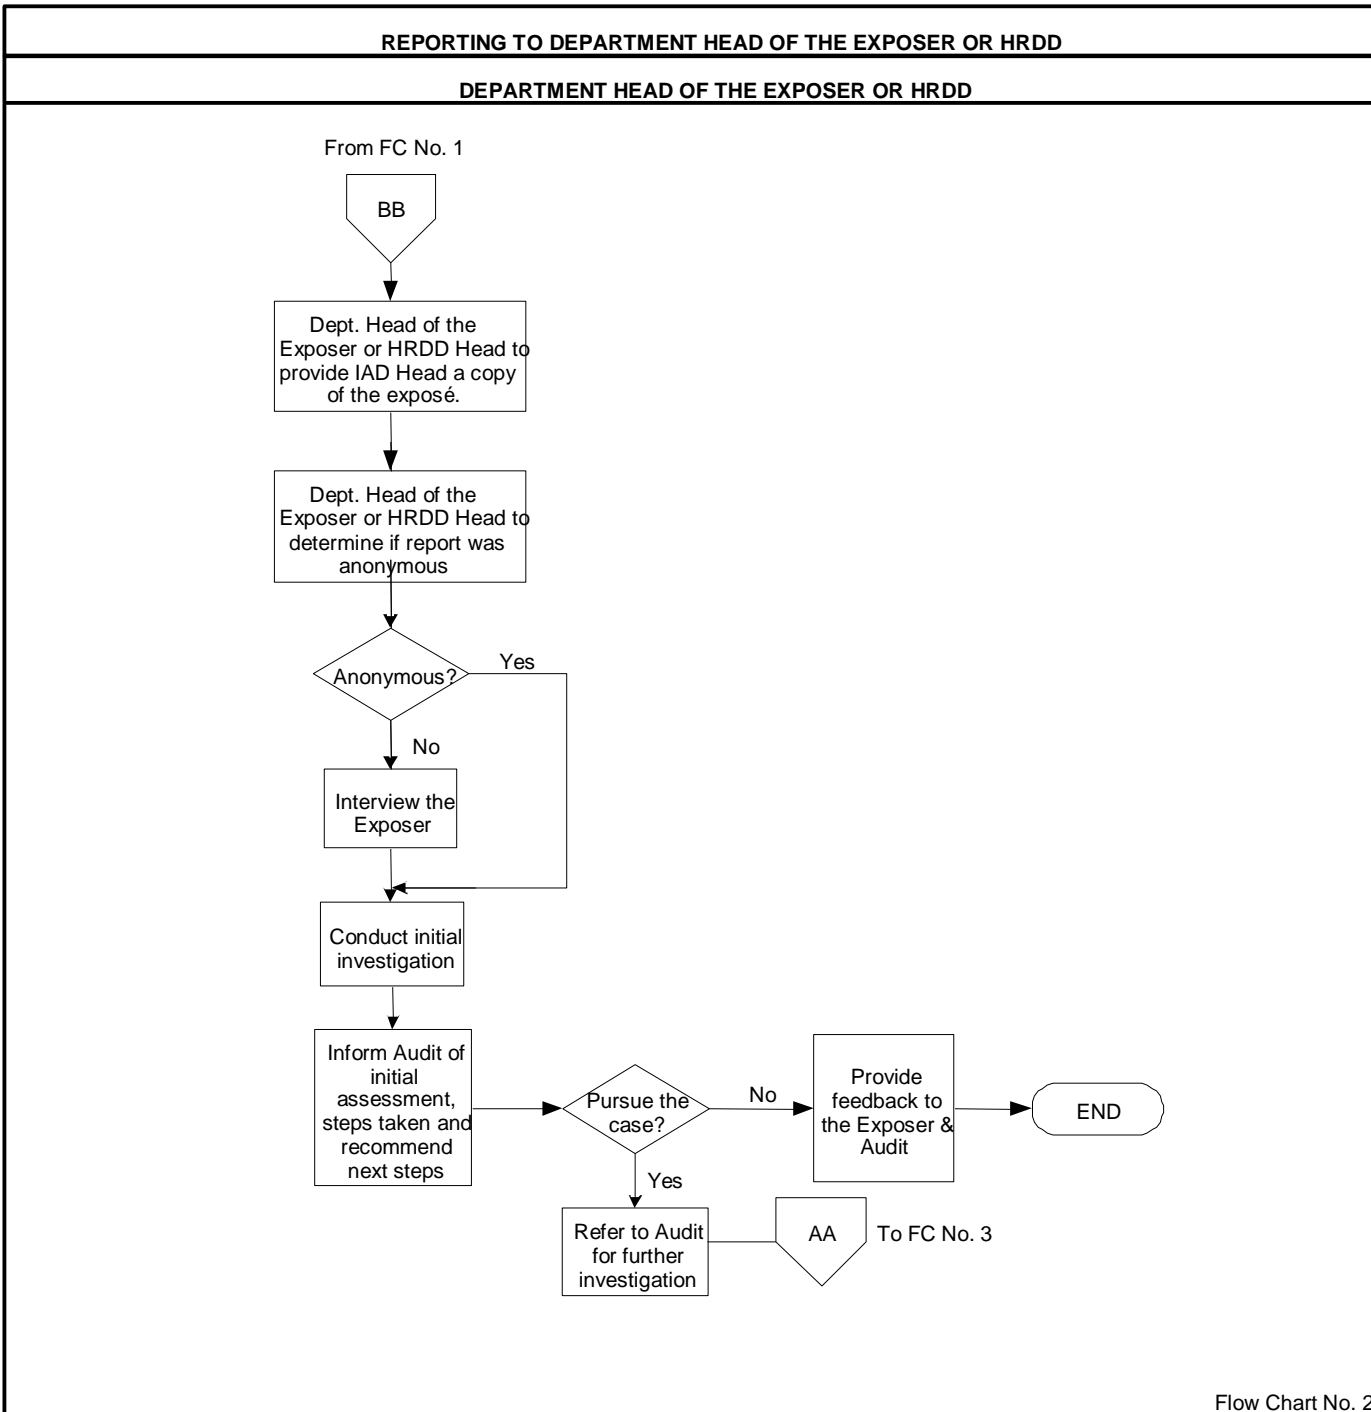 REPORTING TO DEPARTMENT HEAD OF THE EXPOSER OR HRDD
DEPARTMENT HEAD OF THE EXPOSER OR HRDD
From FC No. 1
BB
Dept. Head of the
Exposer or HRDD Head to
provide IAD Head a copy
of the exposé.
Dept. Head of the
Exposer or HRDD Head to
determine if report was
anonymous
Anonymous?
Yes
No
Interview the
Exposer
Conduct initial
investigation
Inform Audit of
initial
assessment,
steps taken and
recommend
next steps
Pursue the
case?
No
Provide
feedback to
the Exposer &
Audit
END
Yes
Refer to Audit
for further
investigation
AA
To FC No. 3
Flow Chart No. 2